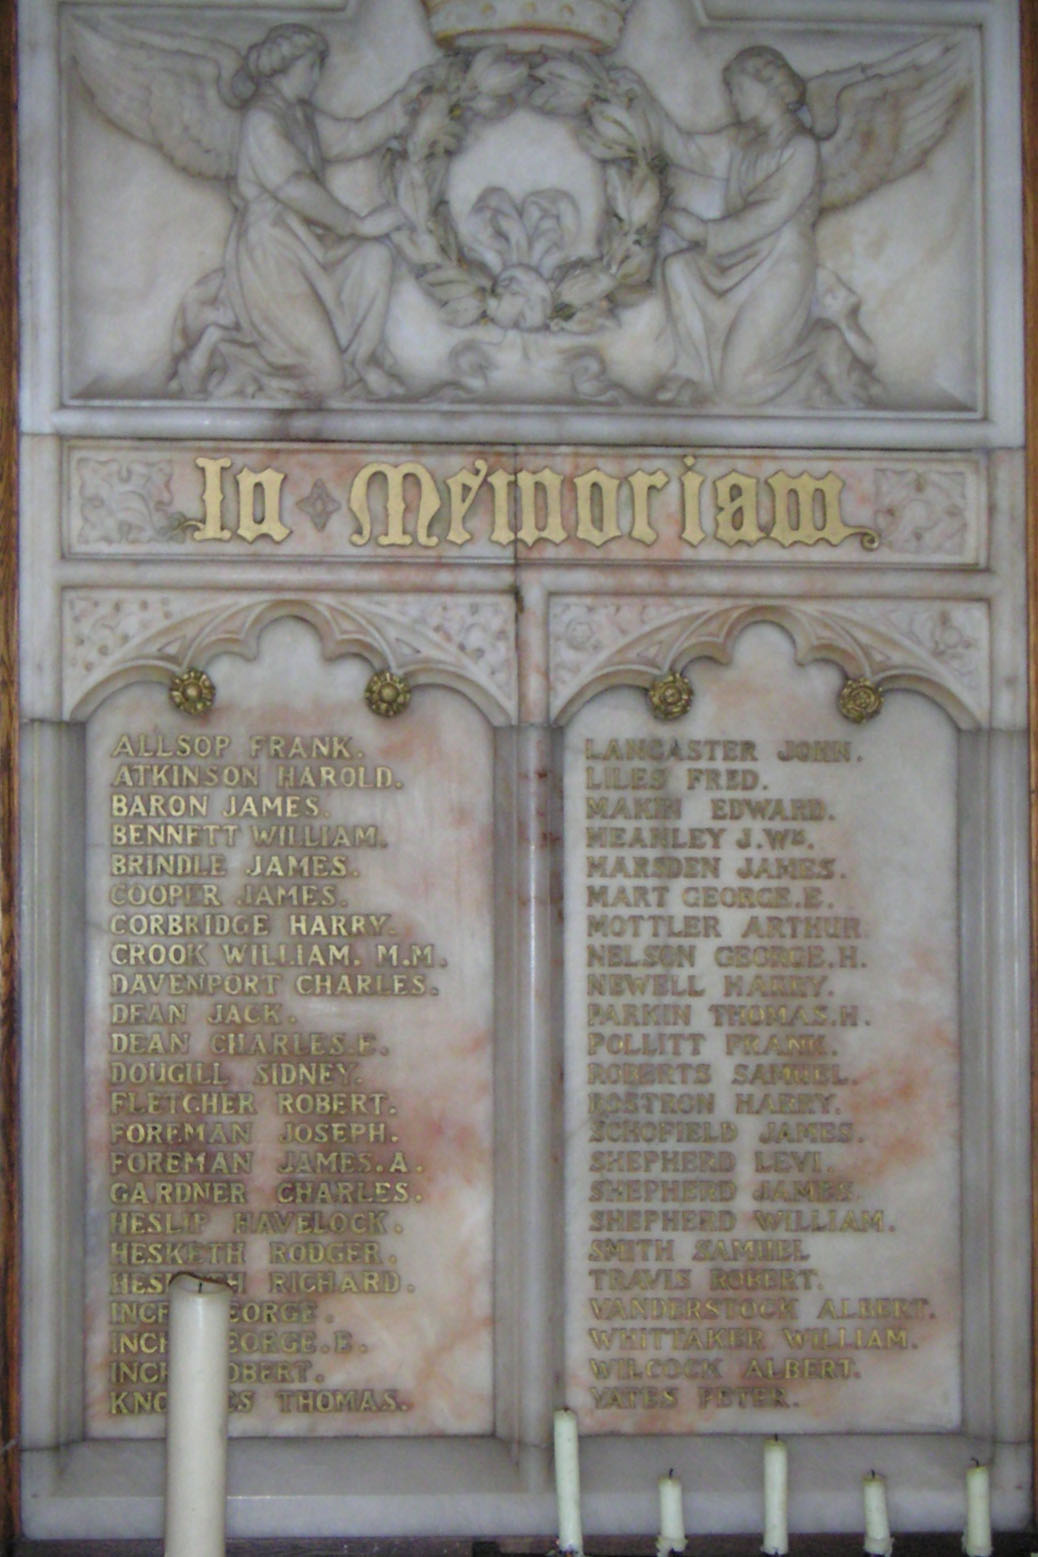 In Memoriam
ALLSOP FRANK.
ATKINSON HAROLD.
BARON JAMES.
BENNETT WILLIAM.
BRINDLE JAMES.
COOPER JAMES.
CORBRIDGE HARRY.
CROOK WILLIAM. M.M.
DAVENPORT CHARLES.
DEAN JACK.
DEAN CHARLES.E.
DOUGILL SIDNEY.
FLETCHER ROBERT.
FOREMAN JOSEPH.
FOREMAN JAMES.A.
GARDNER CHARLES.
HESLIP HAVELOCK.
HESKETH RODGER.
RICHARD.
GEORGE.
GEORGE.E.
ROBERT.
THOMAS.
LANCASTER JOHN.
LILES FRED.
MAKIN EDWARD.
MEANLEY J.WM.
MARSDEN JAMES.
MART GEORGE.E.
MOTTLER ARTHUR.
NELSON GEORGE.H.
NEWELL HARRY.
PARKIN THOMAS.H.
POLLITT FRANK.
ROBERTS SAMUEL.
ROSTRON HARRY.
SCHOFIELD JAMES.
SHEPHERD LEVI.
SHEPHERD JAMES.
SHEPHERD WILLIAM.
SMITH SAMUEL.
TRAVIS ROBERT.
VANDERSTOCK ALBERT.
WHITTAKER WILLIAM.
WILCOCK ALBERT.
YATES PETER.